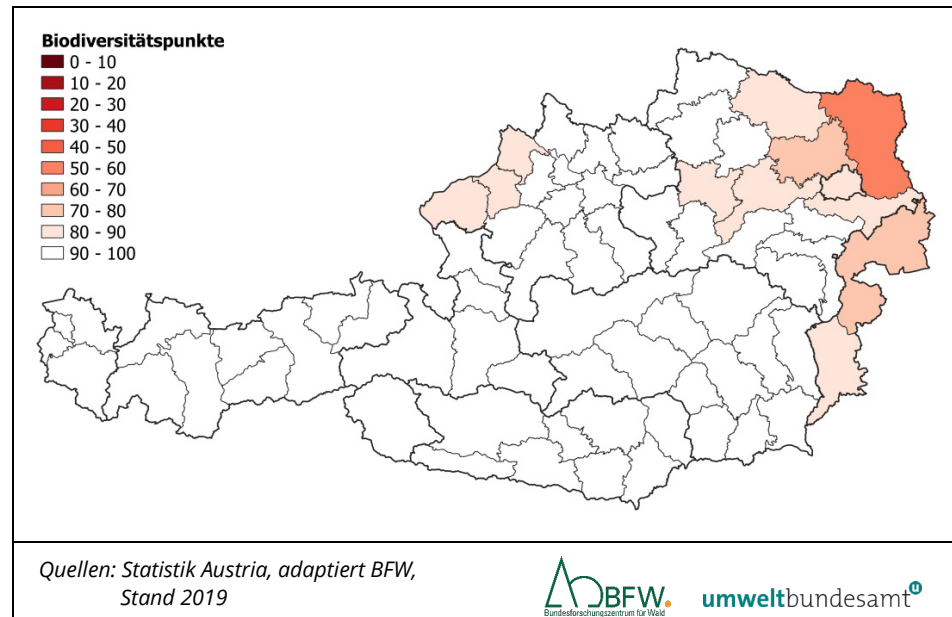 Biodiversitätspunkte
0 - 10
10 - 20
20 - 30
30 - 40
40 - 50
50 - 60
60 - 70
70 - 80
80 - 90
90 - 100
Quellen: Statistik Austria, adaptiert BFW,
Stand 2019
BFW.
Bundesforschungszentrum für Wald
umweltbundesamt u